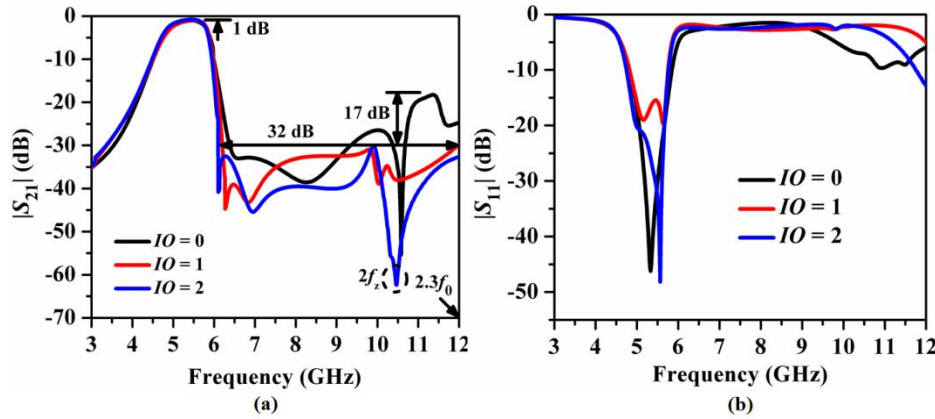 0
-10
-20
-30
-40
-50
-60
-70
|S21| (dB)
1 dB
17 dB
32 dB
IO = 0
IO = 1
IO = 2
2fz
2.3f0
3 4 5 6 7 8 9 10 11 12
Frequency (GHz)
(a)
0
-10
-20
-30
-40
-50
|S11| (dB)
IO = 0
IO = 1
IO = 2
3 4 5 6 7 8 9 10 11 12
Frequency (GHz)
(b)